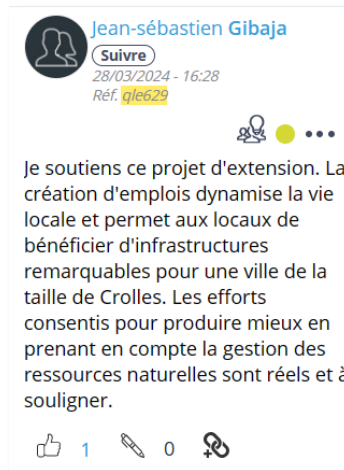 Jean-sébastien Gibaja
Suivre
28/03/2024 - 16:28
Réf. qle629
Je soutiens ce projet d'extension. La
création d'emplois dynamise la vie
locale et permet aux locaux de
bénéficier d'infrastructures
remarquables pour une ville de la
taille de Crolles. Les efforts
consentis pour produire mieux en
prenant en compte la gestion des
ressources naturelles sont réels et à
souligner.
1 0